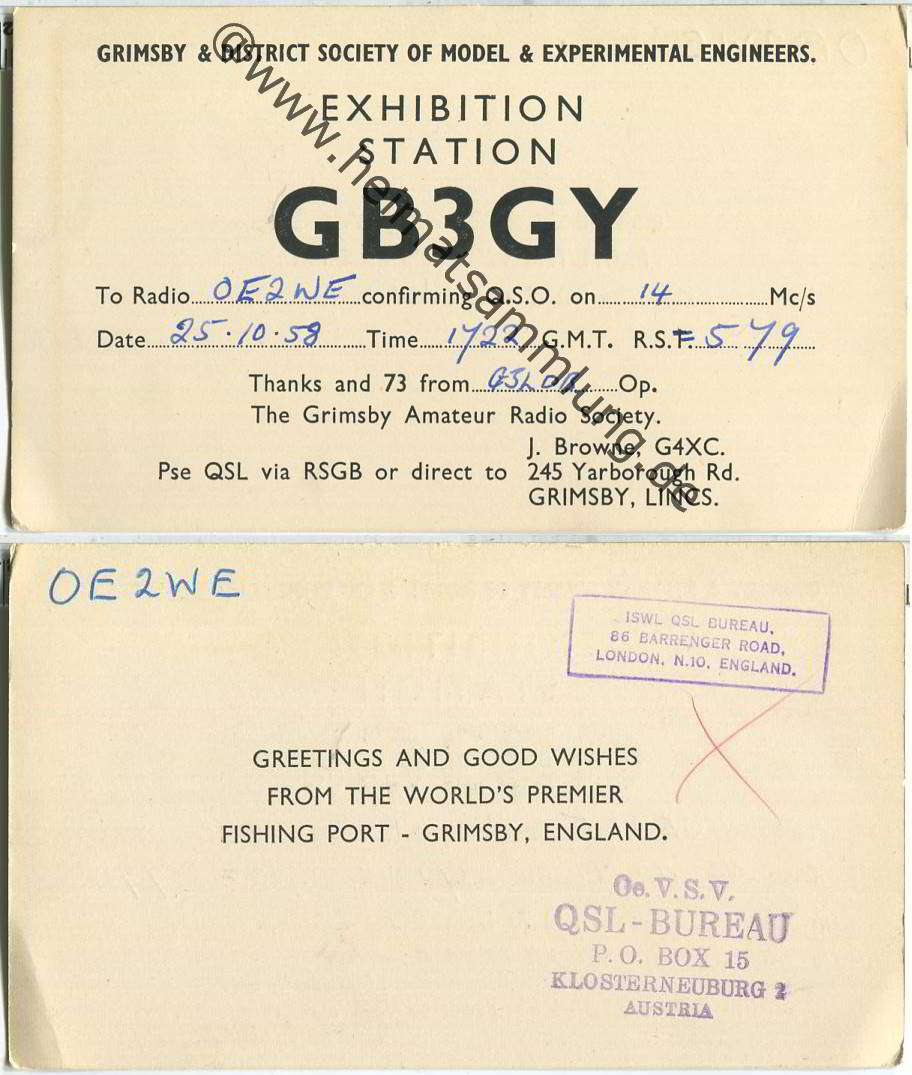 GRIMSBY & DISTRICT SOCIETY OF MODEL & EXPERIMENTAL ENGINEERS.
EXHIBITION
STATION
GB3GY
To Radio OE2WE confirming Q.S.O. on 14 Mc/s
Date 25.10.58 Time 1722 G.M.T. R.S.T. 579
Thanks and 73 from Op.
The Grimsby Amateur Radio Society.
J. Browne, G4XC.
Pse QSL via RSGB or direct to 245 Yarborough Rd.
GRIMSBY, LINCS.
©www.heimatsammlung.de
OE2WE
ISWL QSL BUREAU,
86 BARRENGER ROAD,
LONDON, N.10, ENGLAND.
GREETINGS AND GOOD WISHES
FROM THE WORLD'S PREMIER
FISHING PORT - GRIMSBY, ENGLAND.
Oe.V.S.V.
QSL-BUREAU
P.O. BOX 15
KLOSTERNEUBURG 2
AUSTRIA